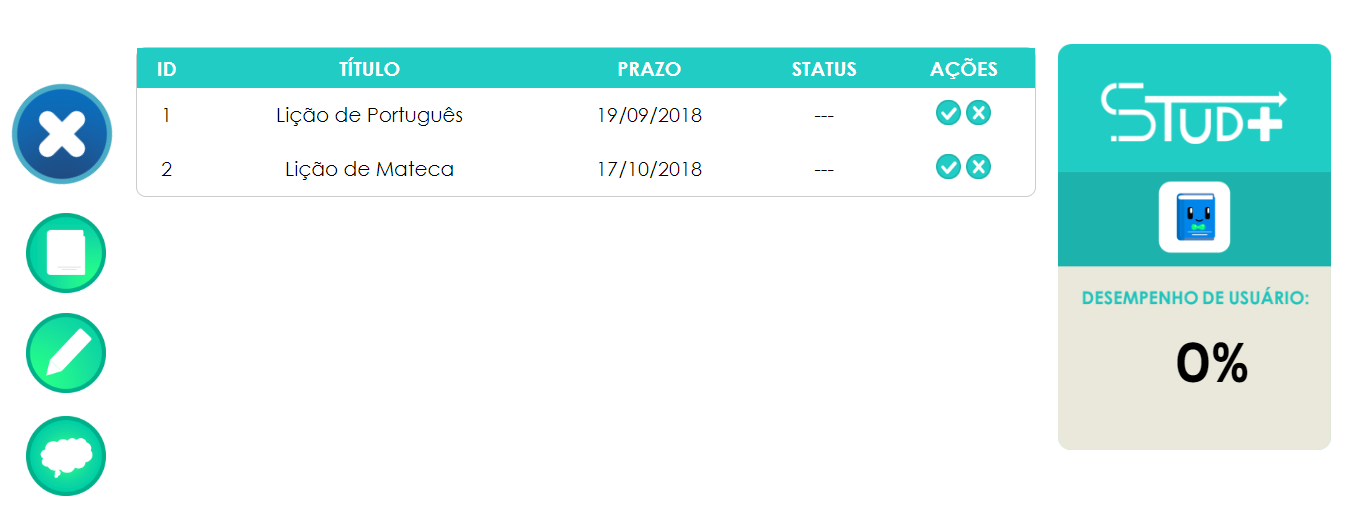 ID TÍTULO PRAZO STATUS AÇÕES
1 Lição de Português 19/09/2018 ---
2 Lição de Mateca 17/10/2018 ---
STUD+
DESEMPENHO DE USUÁRIO:
0%